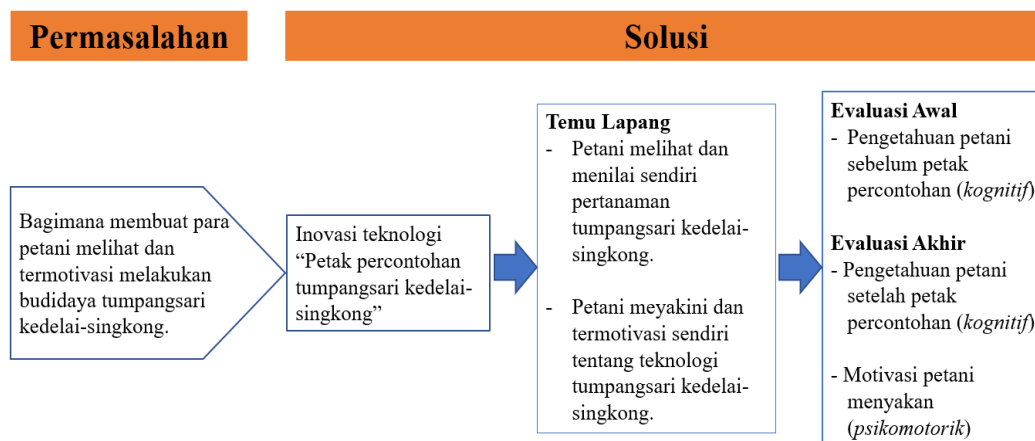 Permasalahan
Solusi
Bagimana membuat para
petani melihat dan
termotivasi melakukan
budidaya tumpangsari
kedelai-singkong.
Inovasi teknologi
“Petak percontohan
tumpangsari kedelai-
singkong”
Temu Lapang
- Petani melihat dan
menilai sendiri
pertanaman
tumpangsari kedelai-
singkong.
- Petani meyakini dan
termotivasi sendiri
tentang teknologi
tumpangsari kedelai-
singkong.
Evaluasi Awal
- Pengetahuan petani
sebelum petak
percontohan (kognitif)
Evaluasi Akhir
- Pengetahuan petani
setelah petak
percontohan (kognitif)
- Motivasi petani
menyakan
(psikomotorik)